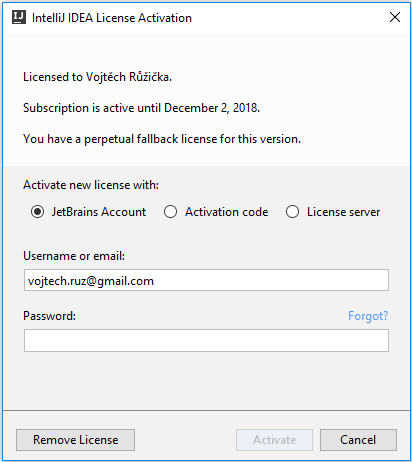 IJ IntelliJ IDEA License Activation
Licensed to Vojtěch Růžička.
Subscription is active until December 2, 2018.
You have a perpetual fallback license for this version.
Activate new license with:
JetBrains Account Activation code License server
Username or email:
vojtech.ruz@gmail.com
Password: Forgot?
Remove License Activate Cancel